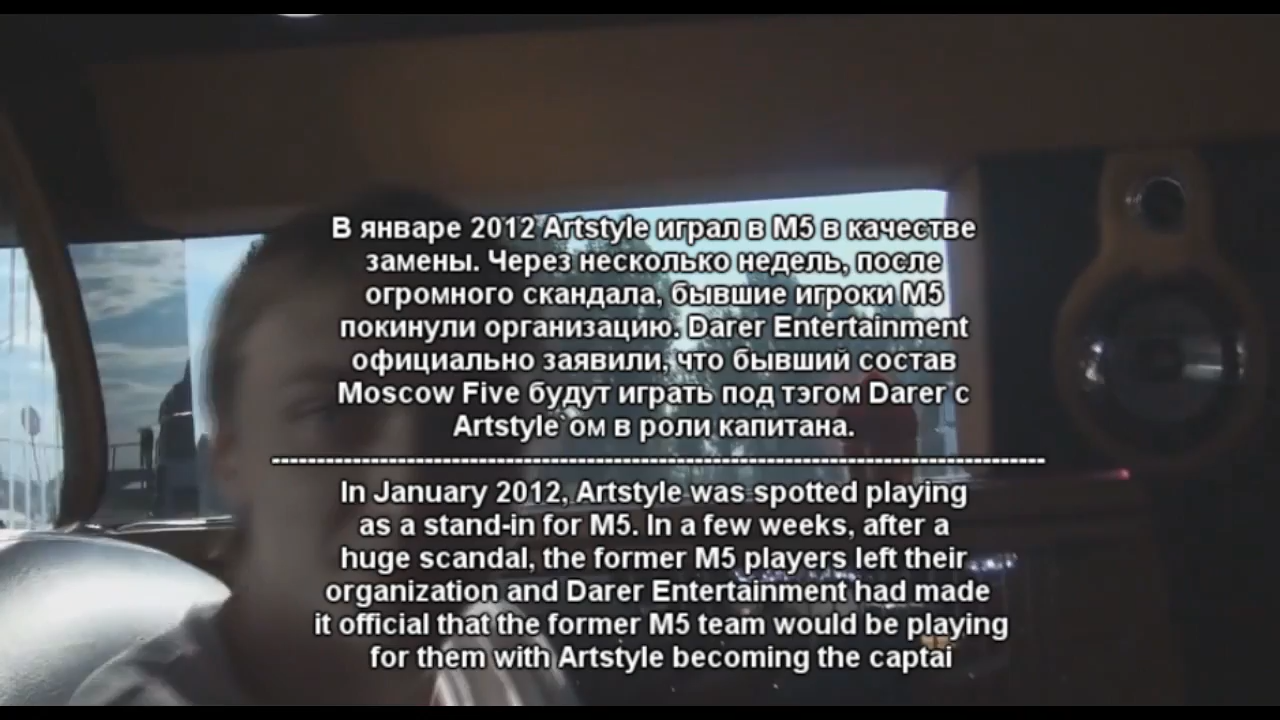 В январе 2012 Artstyle играл в М5 в качестве
замены. Через несколько недель, после
огромного скандала, бывшие игроки М5
покинули организацию. Darer Entertainment
официально заявили, что бывший состав
Moscow Five будут играть под тэгом Darer с
Artstyle`ом в роли капитана.
--------------------------------------------------------------------------------
In January 2012, Artstyle was spotted playing
as a stand-in for M5. In a few weeks, after a
huge scandal, the former M5 players left their
organization and Darer Entertainment had made
it official that the former M5 team would be playing
for them with Artstyle becoming the captai